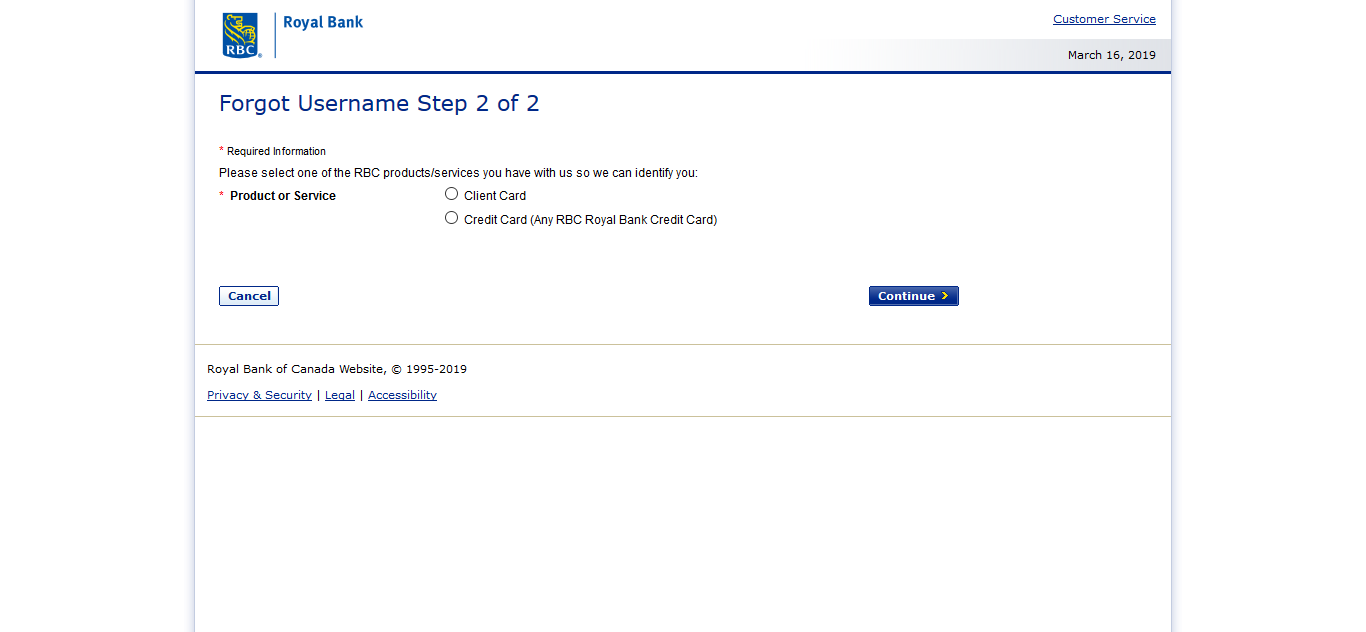 RBC
®
Royal Bank
Customer Service
March 16, 2019
Forgot Username Step 2 of 2
* Required Information
Please select one of the RBC products/services you have with us so we can identify you:
* Product or Service
Client Card
Credit Card (Any RBC Royal Bank Credit Card)
Cancel
Continue
Royal Bank of Canada Website, © 1995-2019
Privacy & Security | Legal | Accessibility